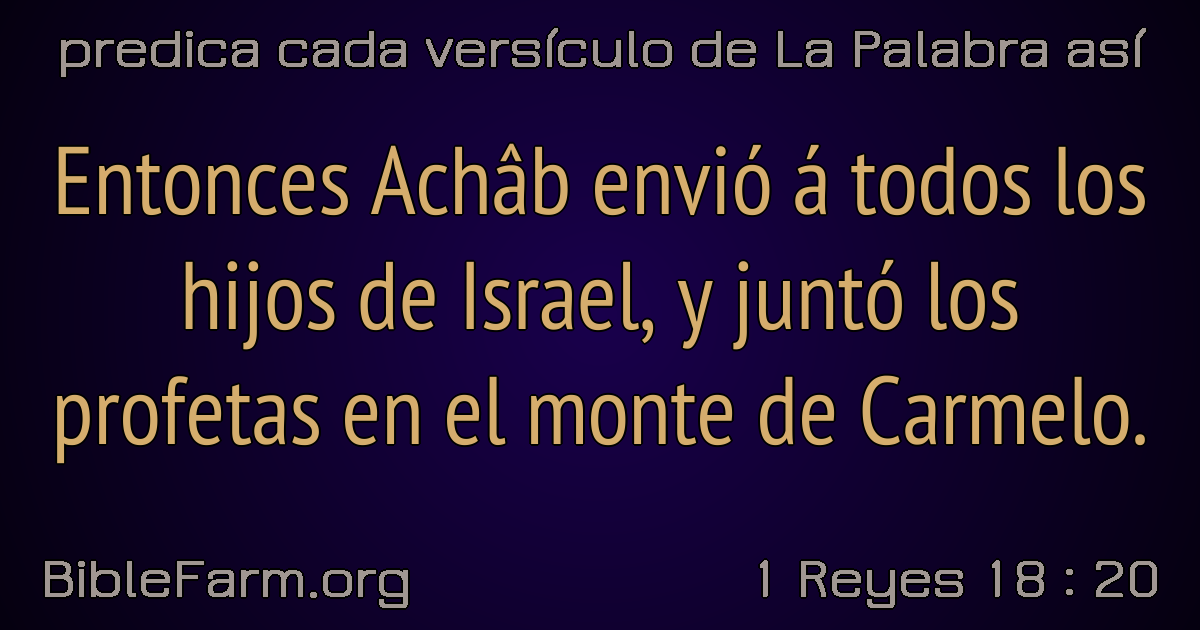 predica cada versículo de La Palabra así
Entonces Achâb envió á todos los
hijos de Israel, y juntó los
profetas en el monte de Carmelo.
BibleFarm.org
1 Reyes 18 : 20